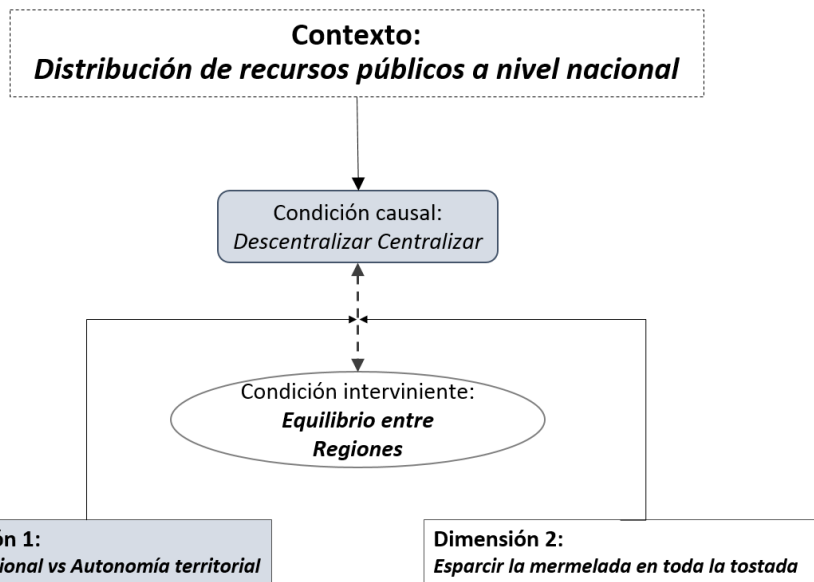 Contexto:
Distribución de recursos públicos a nivel nacional
Condición causal:
Descentralizar Centralizar
Condición interviniente:
Equilibrio entre
Regiones
1:
vs Autonomía territorial
Dimensión 2:
Esparcir la mermelada en toda la tostada